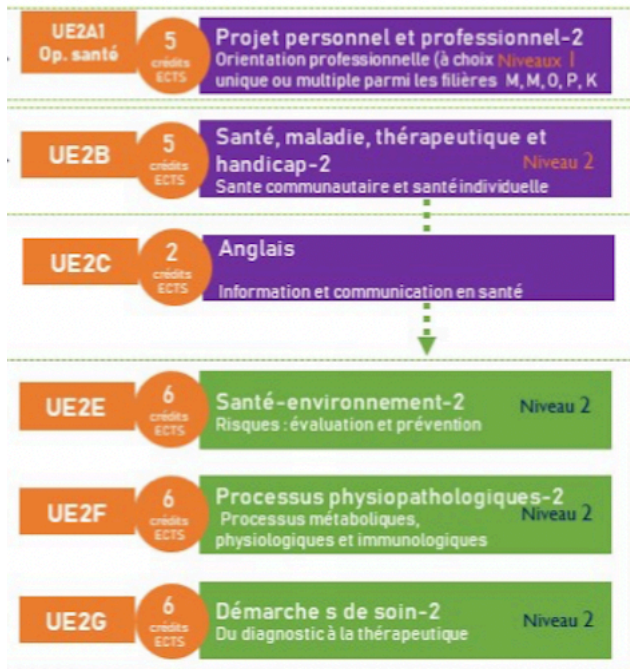 UE2A1
Op. santé
5
crédits
ECTS
Projet personnel et professionnel-2
Orientation professionnelle (à choix Niveaux 1
unique ou multiple parmi les filières M, M, O, P, K
UE2B
5
crédits
ECTS
Santé, maladie, thérapeutique et
handicap-2 Niveau 2
Sante communautaire et santé individuelle
UE2C
2
crédits
ECTS
Anglais
Information et communication en santé
UE2E
6
crédits
ECTS
Santé-environnement-2 Niveau 2
Risques : évaluation et prévention
UE2F
6
crédits
ECTS
Processus physiopathologiques-2
Processus métaboliques, Niveau 2
physiologiques et immunologiques
UE2G
6
crédits
ECTS
Démarche s de soin-2 Niveau 2
Du diagnostic à la thérapeutique